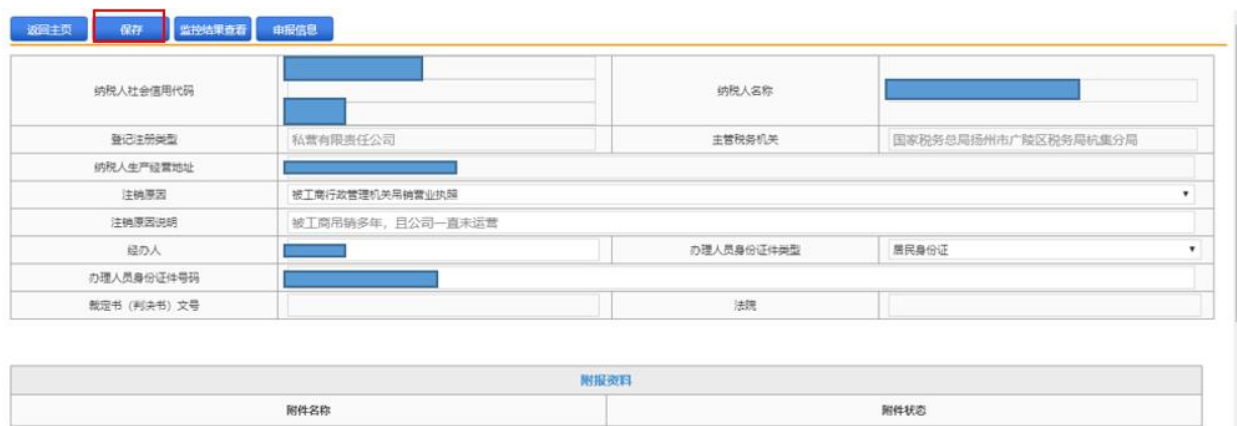 返回主页 保存 监控结果查看 申报信息
纳税人社会信用代码 纳税人名称
登记注册类型 私营有限责任公司 主管税务机关 国家税务总局扬州市广陵区税务局杭集分局
纳税人生产经营地址
注销原因 被工商行政管理机关吊销营业执照
注销原因说明 被工商吊销多年，且公司一直未运营
经办人 办理人员身份证件类型 居民身份证
办理人员身份证件号码
裁定书（判决书）文号 法院
附报资料
附件名称 附件状态